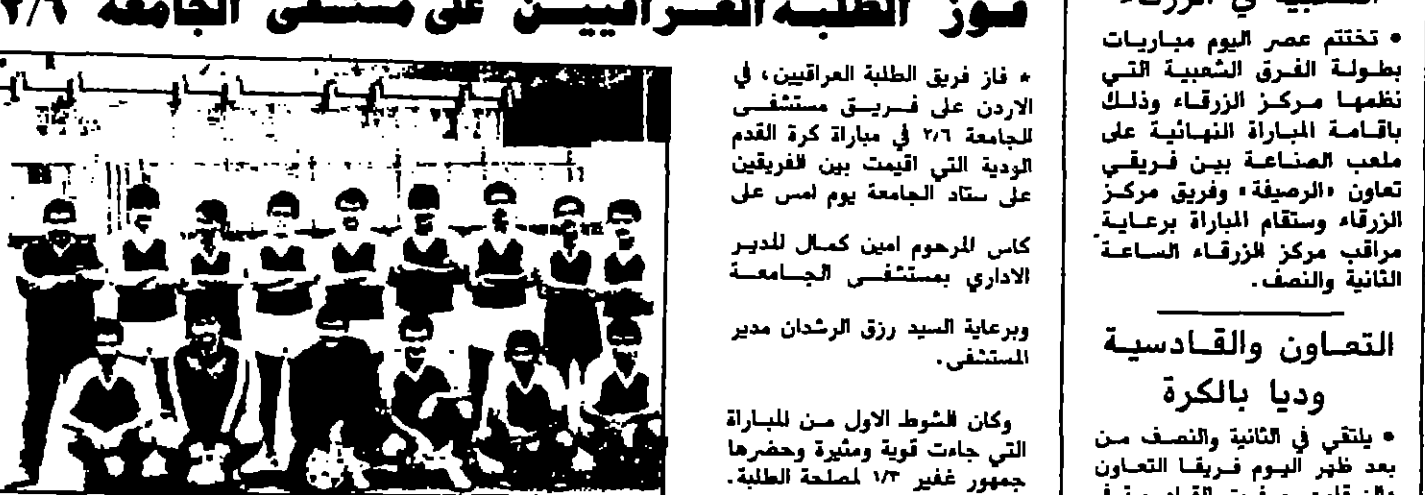 فوز الطلبة العراقيين على مستشفى الجامعة ٢/٦
* فاز فريق الطلبة العراقيين، في
الاردن على فريق مستشفى
الجامعة ٢/٦ في مباراة كرة القدم
الودية التي اقيمت بين الفريقين
على ستاد الجامعة يوم امس على
كاس المرحوم امين كمال المدير
الاداري بمستشفى الجامعة
وبرعاية السيد رزق الرشدان مدير
المستشفى.
وكان الشوط الاول من المباراة
التي جاءت قوية ومثيرة وحضرها
جمهور غفير ١/٣ لمصلحة الطلبة.
الشعبية في الزرقاء
• تختتم عصر اليوم مباريات
بطولة الفرق الشعبية التي
نظمها مركز الزرقاء وذلك
باقامة المباراة النهائية على
ملعب الصناعة بين فريقي
تعاون «الرصيفة» وفريق مركز
الزرقاء وستقام المباراة برعاية
مراقب مركز الزرقاء الساعة
الثانية والنصف.
التعاون والقادسية
وديا بالكرة
• يلتقي في الثانية والنصف من
بعد ظهر اليوم فريقا التعاون